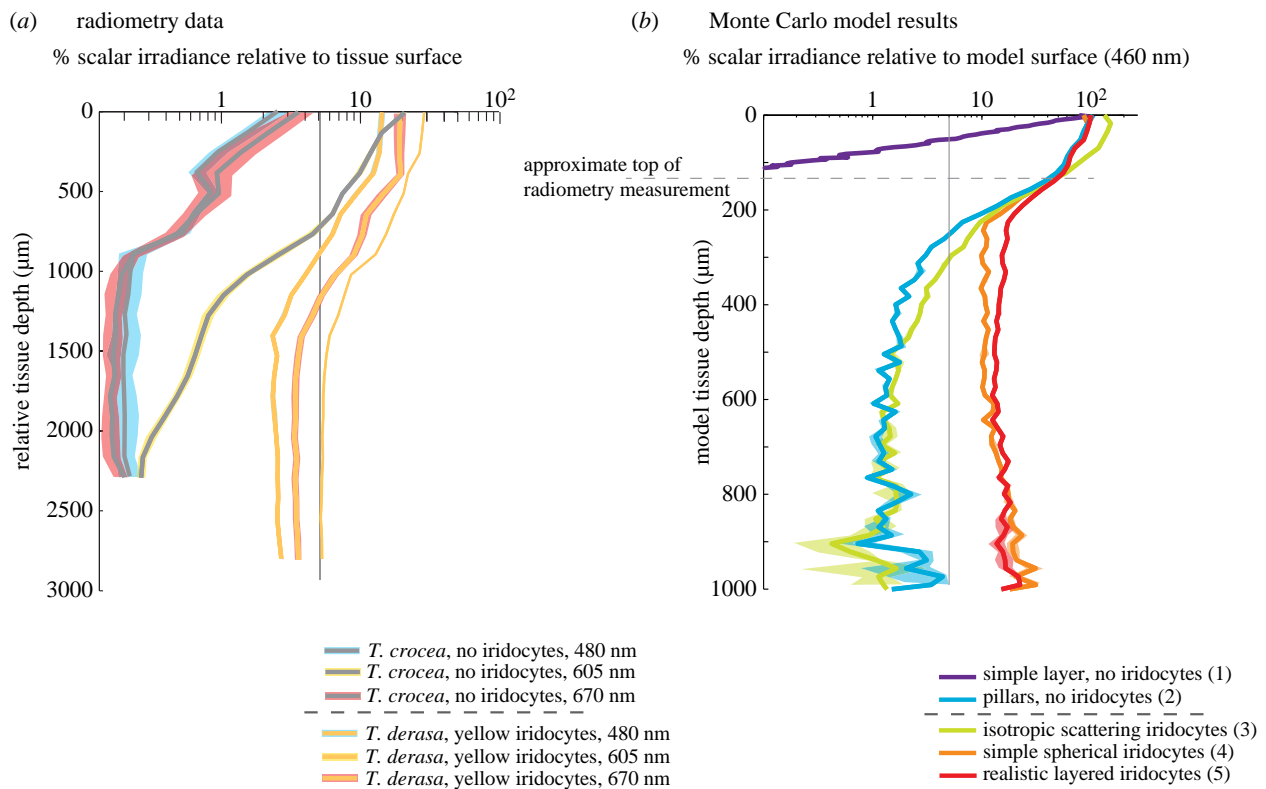 (a) radiometry data
% scalar irradiance relative to tissue surface
1 10 10²
0
500
1000
1500
2000
2500
3000
relative tissue depth (µm)
T. crocea, no iridocytes, 480 nm
T. crocea, no iridocytes, 605 nm
T. crocea, no iridocytes, 670 nm
T. derasa, yellow iridocytes, 480 nm
T. derasa, yellow iridocytes, 605 nm
T. derasa, yellow iridocytes, 670 nm
approximate top of
radiometry measurement
(b) Monte Carlo model results
% scalar irradiance relative to model surface (460 nm)
1 10 10²
0
200
400
600
800
1000
model tissue depth (µm)
simple layer, no iridocytes (1)
pillars, no iridocytes (2)
isotropic scattering iridocytes (3)
simple spherical iridocytes (4)
realistic layered iridocytes (5)